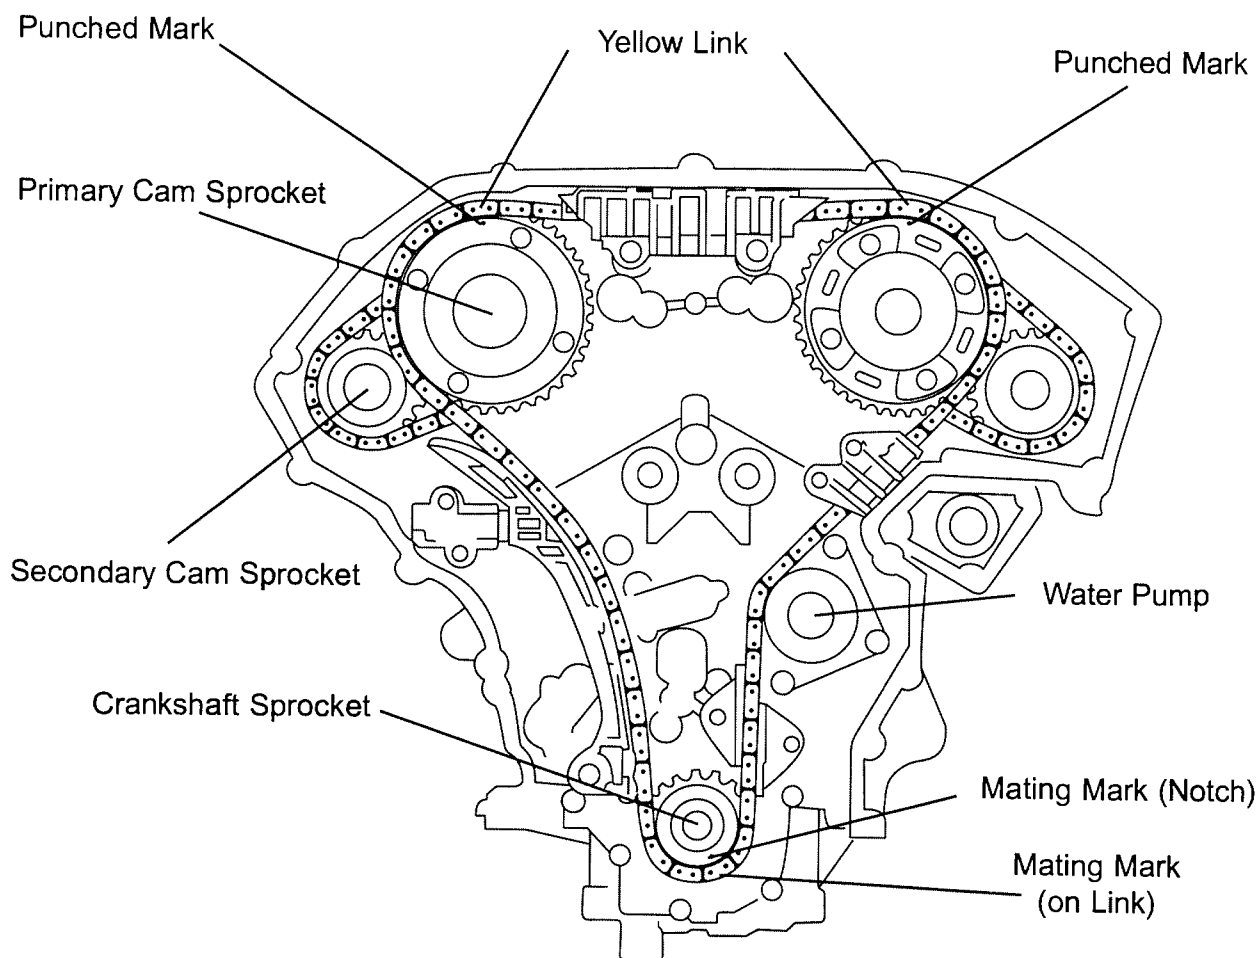 Punched Mark
Yellow Link
Punched Mark
Primary Cam Sprocket
Secondary Cam Sprocket
Water Pump
Crankshaft Sprocket
Mating Mark (Notch)
Mating Mark
(on Link)